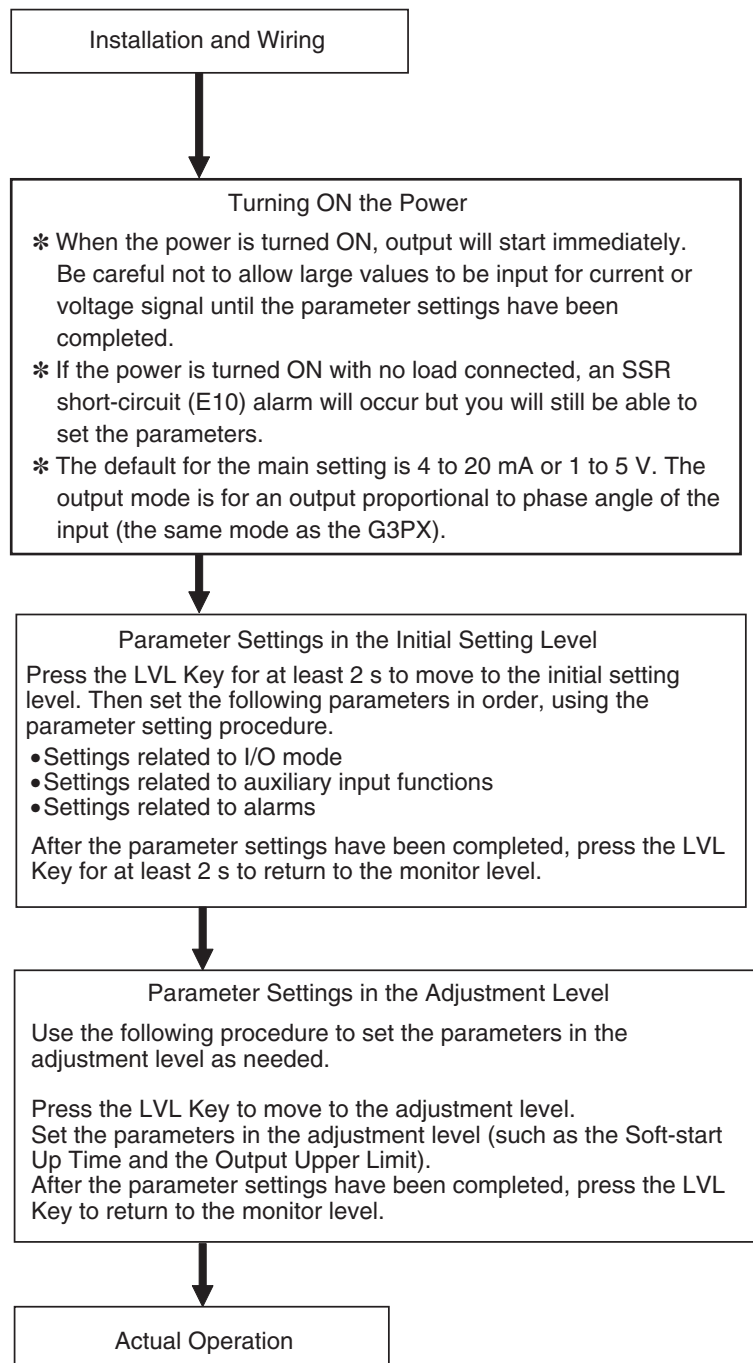 Installation and Wiring
Turning ON the Power
✻ When the power is turned ON, output will start immediately.
Be careful not to allow large values to be input for current or
voltage signal until the parameter settings have been
completed.
✻ If the power is turned ON with no load connected, an SSR
short-circuit (E10) alarm will occur but you will still be able to
set the parameters.
✻ The default for the main setting is 4 to 20 mA or 1 to 5 V. The
output mode is for an output proportional to phase angle of the
input (the same mode as the G3PX).
Parameter Settings in the Initial Setting Level
Press the LVL Key for at least 2 s to move to the initial setting
level. Then set the following parameters in order, using the
parameter setting procedure.
•Settings related to I/O mode
•Settings related to auxiliary input functions
•Settings related to alarms
After the parameter settings have been completed, press the LVL
Key for at least 2 s to return to the monitor level.
Parameter Settings in the Adjustment Level
Use the following procedure to set the parameters in the
adjustment level as needed.
Press the LVL Key to move to the adjustment level.
Set the parameters in the adjustment level (such as the Soft-start
Up Time and the Output Upper Limit).
After the parameter settings have been completed, press the LVL
Key to return to the monitor level.
Actual Operation